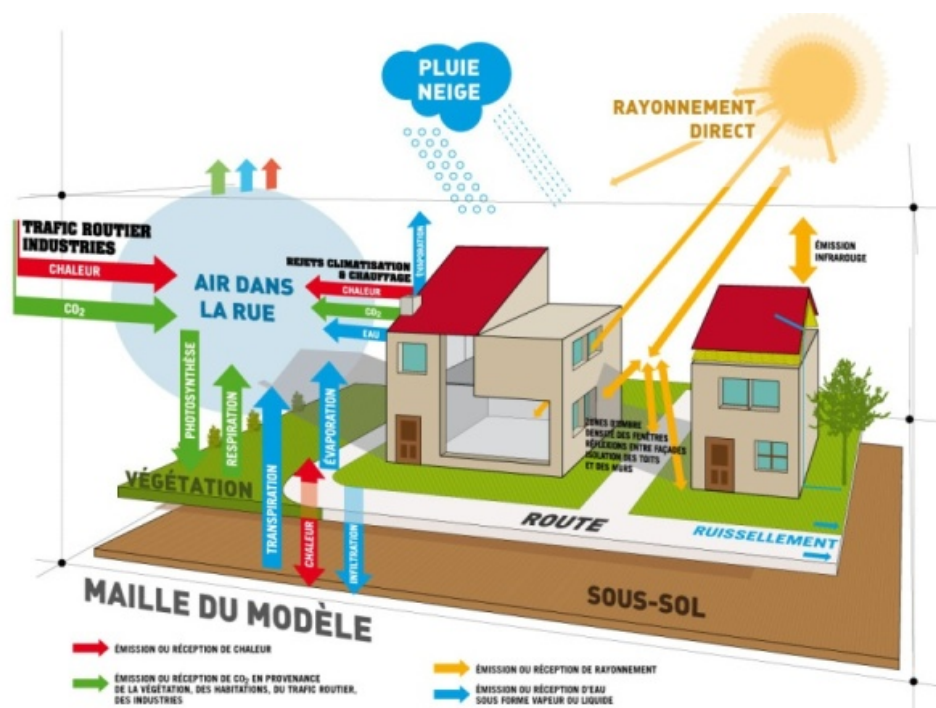 PLUIE
NEIGE
RAYONNEMENT
DIRECT
TRAFIC ROUTIER
INDUSTRIES
CHALEUR
CO₂
AIR DANS
LA RUE
REJETS CLIMATISATION
& CHAUFFAGE
CHALEUR
CO₂
EAU
ÉVAPORATION
ÉMISSION
INFRAROUGE
PHOTOSYNTHÈSE
RESPIRATION
TRANSPIRATION
ÉVAPORATION
CHALEUR
INFILTRATION
ZONES D'OMBRE
DENSITÉ DES FENÊTRES
RÉFLEXIONS ENTRE FAÇADES
ISOLATION DES TOITS
ET DES MURS
VÉGÉTATION
ROUTE
RUISSELLEMENT
SOUS-SOL
MAILLE DU MODÈLE
ÉMISSION OU RÉCEPTION DE CHALEUR
ÉMISSION OU RÉCEPTION DE CO₂ EN PROVENANCE
DE LA VÉGÉTATION, DES HABITATIONS, DU TRAFIC ROUTIER,
DES INDUSTRIES
ÉMISSION OU RÉCEPTION DE RAYONNEMENT
ÉMISSION OU RÉCEPTION D'EAU
SOUS FORME VAPEUR OU LIQUIDE